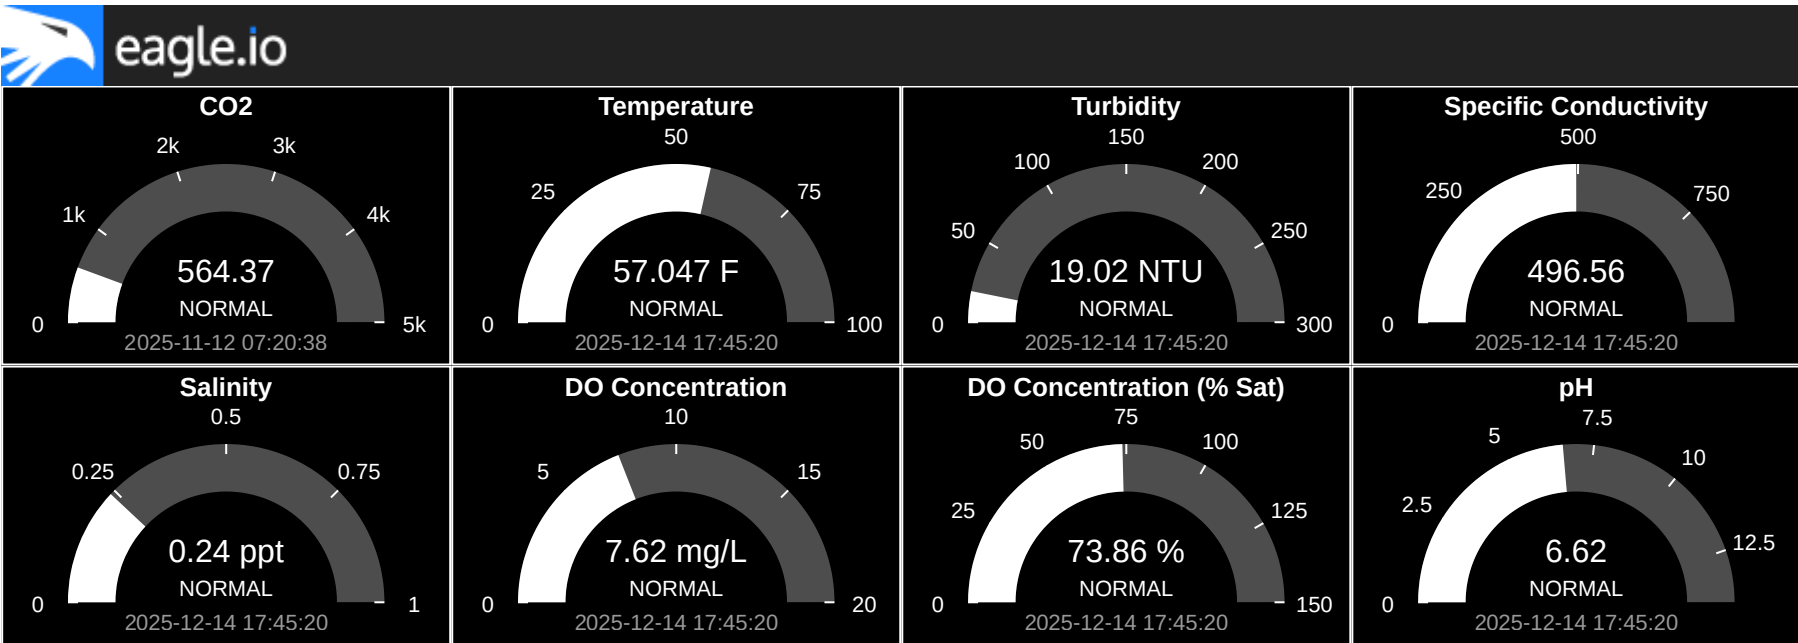 eagle.io
CO2
2k
3k
1k
4k
564.37
NORMAL
0
5k
2025-11-12 07:20:38
Temperature
50
25
75
57.047 F
NORMAL
0
100
2025-12-14 17:45:20
Turbidity
150
100
200
50
250
19.02 NTU
NORMAL
0
300
2025-12-14 17:45:20
Specific Conductivity
500
250
750
496.56
NORMAL
0
2025-12-14 17:45:20
Salinity
0.5
0.25
0.75
0.24 ppt
NORMAL
0
1
2025-12-14 17:45:20
DO Concentration
10
5
15
7.62 mg/L
NORMAL
0
20
2025-12-14 17:45:20
DO Concentration (% Sat)
75
50
100
25
125
73.86 %
NORMAL
0
150
2025-12-14 17:45:20
pH
7.5
5
10
2.5
12.5
6.62
NORMAL
0
2025-12-14 17:45:20